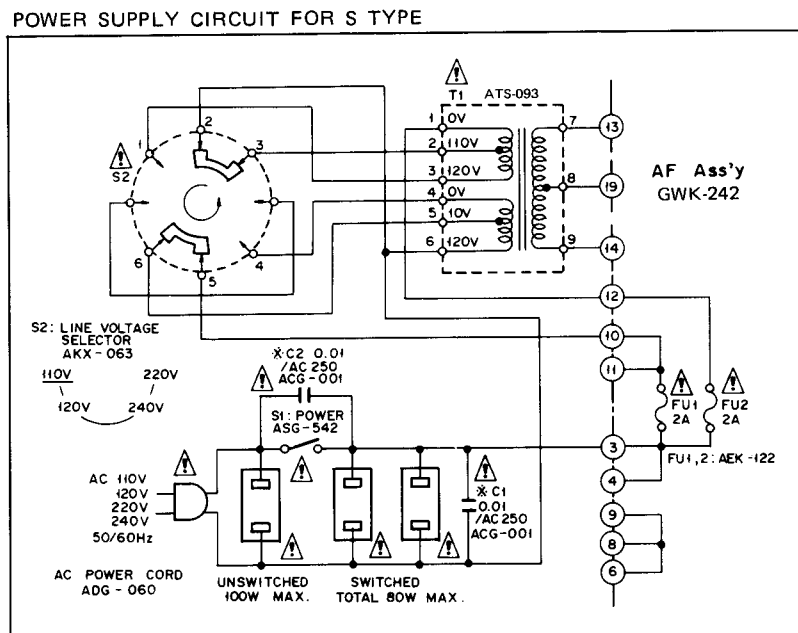 POWER SUPPLY CIRCUIT FOR S TYPE
T1 ATS-093
1 0V
2 110V
3 120V
4 0V
5 10V
6 120V
7
8
9
1
2
3
4
5
6
S2
13
19
14
12
10
11
3
4
9
8
6
AF Ass'y
GWK-242
S2: LINE VOLTAGE
SELECTOR
AKX-063
110V 220V
120V 240V
※C2 0.01
/AC 250
ACG-001
S1: POWER
ASG-542
※C1
0.01
/AC250
ACG-001
FU1
2A
FU2
2A
FU1,2: AEK-122
AC 110V
120V
220V
240V
50/60Hz
AC POWER CORD
ADG-060
UNSWITCHED
100W MAX.
SWITCHED
TOTAL 80W MAX.